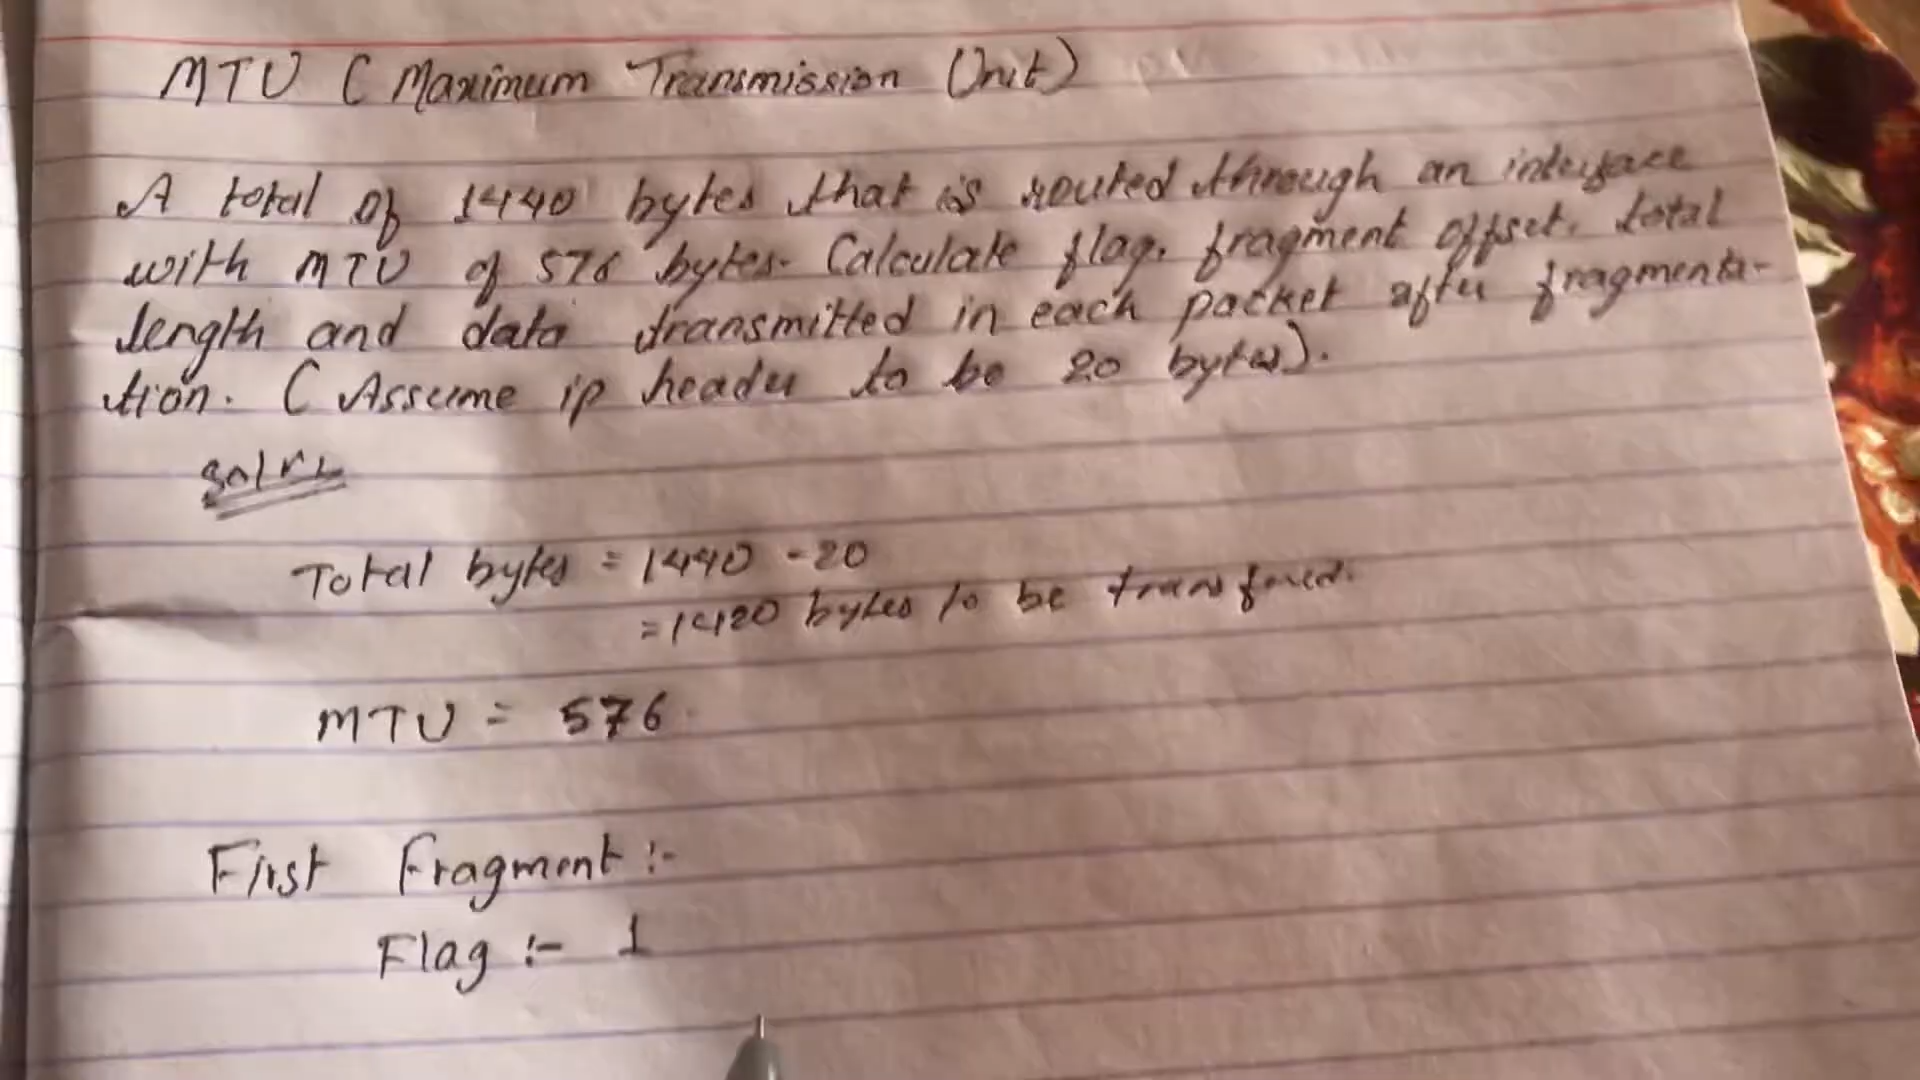 MTU ( Maximum Transmission Unit)
A total of 1440 bytes that is routed through an interface
with MTU of 576 bytes. Calculate flag, fragment offset, total
length and data transmitted in each packet after fragmenta-
tion. ( Assume ip header to be 20 bytes).
soln:
Total bytes = 1440 - 20
= 1420 bytes to be transfered.
MTU = 576
First Fragment :-
Flag :- 1